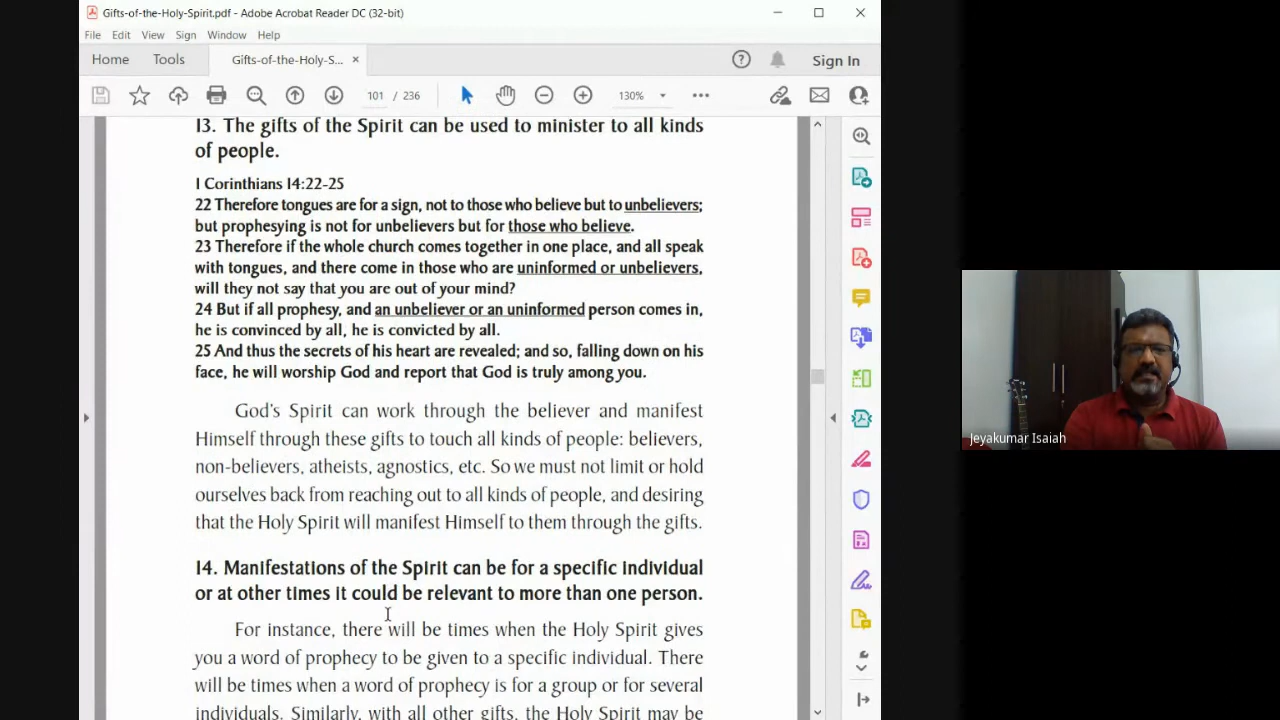 Gifts-of-the-Holy-Spirit.pdf - Adobe Acrobat Reader DC (32-bit)
File Edit View Sign Window Help
Home Tools Gifts-of-the-Holy-S... × Sign In
101 / 236 130%
13. The gifts of the Spirit can be used to minister to all kinds
of people.
1 Corinthians 14:22-25
22 Therefore tongues are for a sign, not to those who believe but to unbelievers;
but prophesying is not for unbelievers but for those who believe.
23 Therefore if the whole church comes together in one place, and all speak
with tongues, and there come in those who are uninformed or unbelievers,
will they not say that you are out of your mind?
24 But if all prophesy, and an unbeliever or an uninformed person comes in,
he is convinced by all, he is convicted by all.
25 And thus the secrets of his heart are revealed; and so, falling down on his
face, he will worship God and report that God is truly among you.
God's Spirit can work through the believer and manifest
Himself through these gifts to touch all kinds of people: believers,
non-believers, atheists, agnostics, etc. So we must not limit or hold
ourselves back from reaching out to all kinds of people, and desiring
that the Holy Spirit will manifest Himself to them through the gifts.
14. Manifestations of the Spirit can be for a specific individual
or at other times it could be relevant to more than one person.
For instance, there will be times when the Holy Spirit gives
you a word of prophecy to be given to a specific individual. There
will be times when a word of prophecy is for a group or for several
individuals. Similarly, with all other gifts, the Holy Spirit may be
Jeyakumar Isaiah